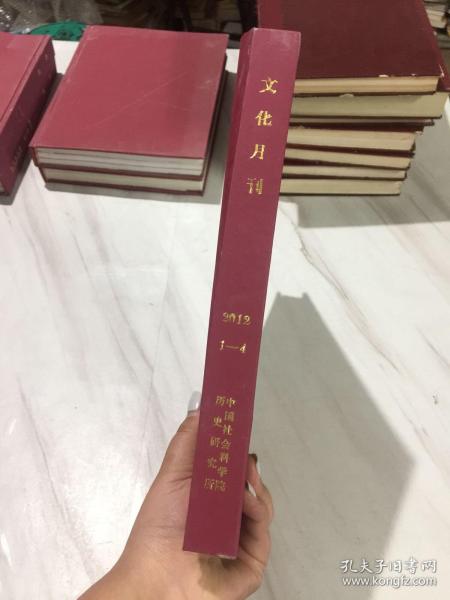 文化月刊
2012
1—4
中国社会科学院
历史研究所
孔夫子旧书网
www.kongfz.com